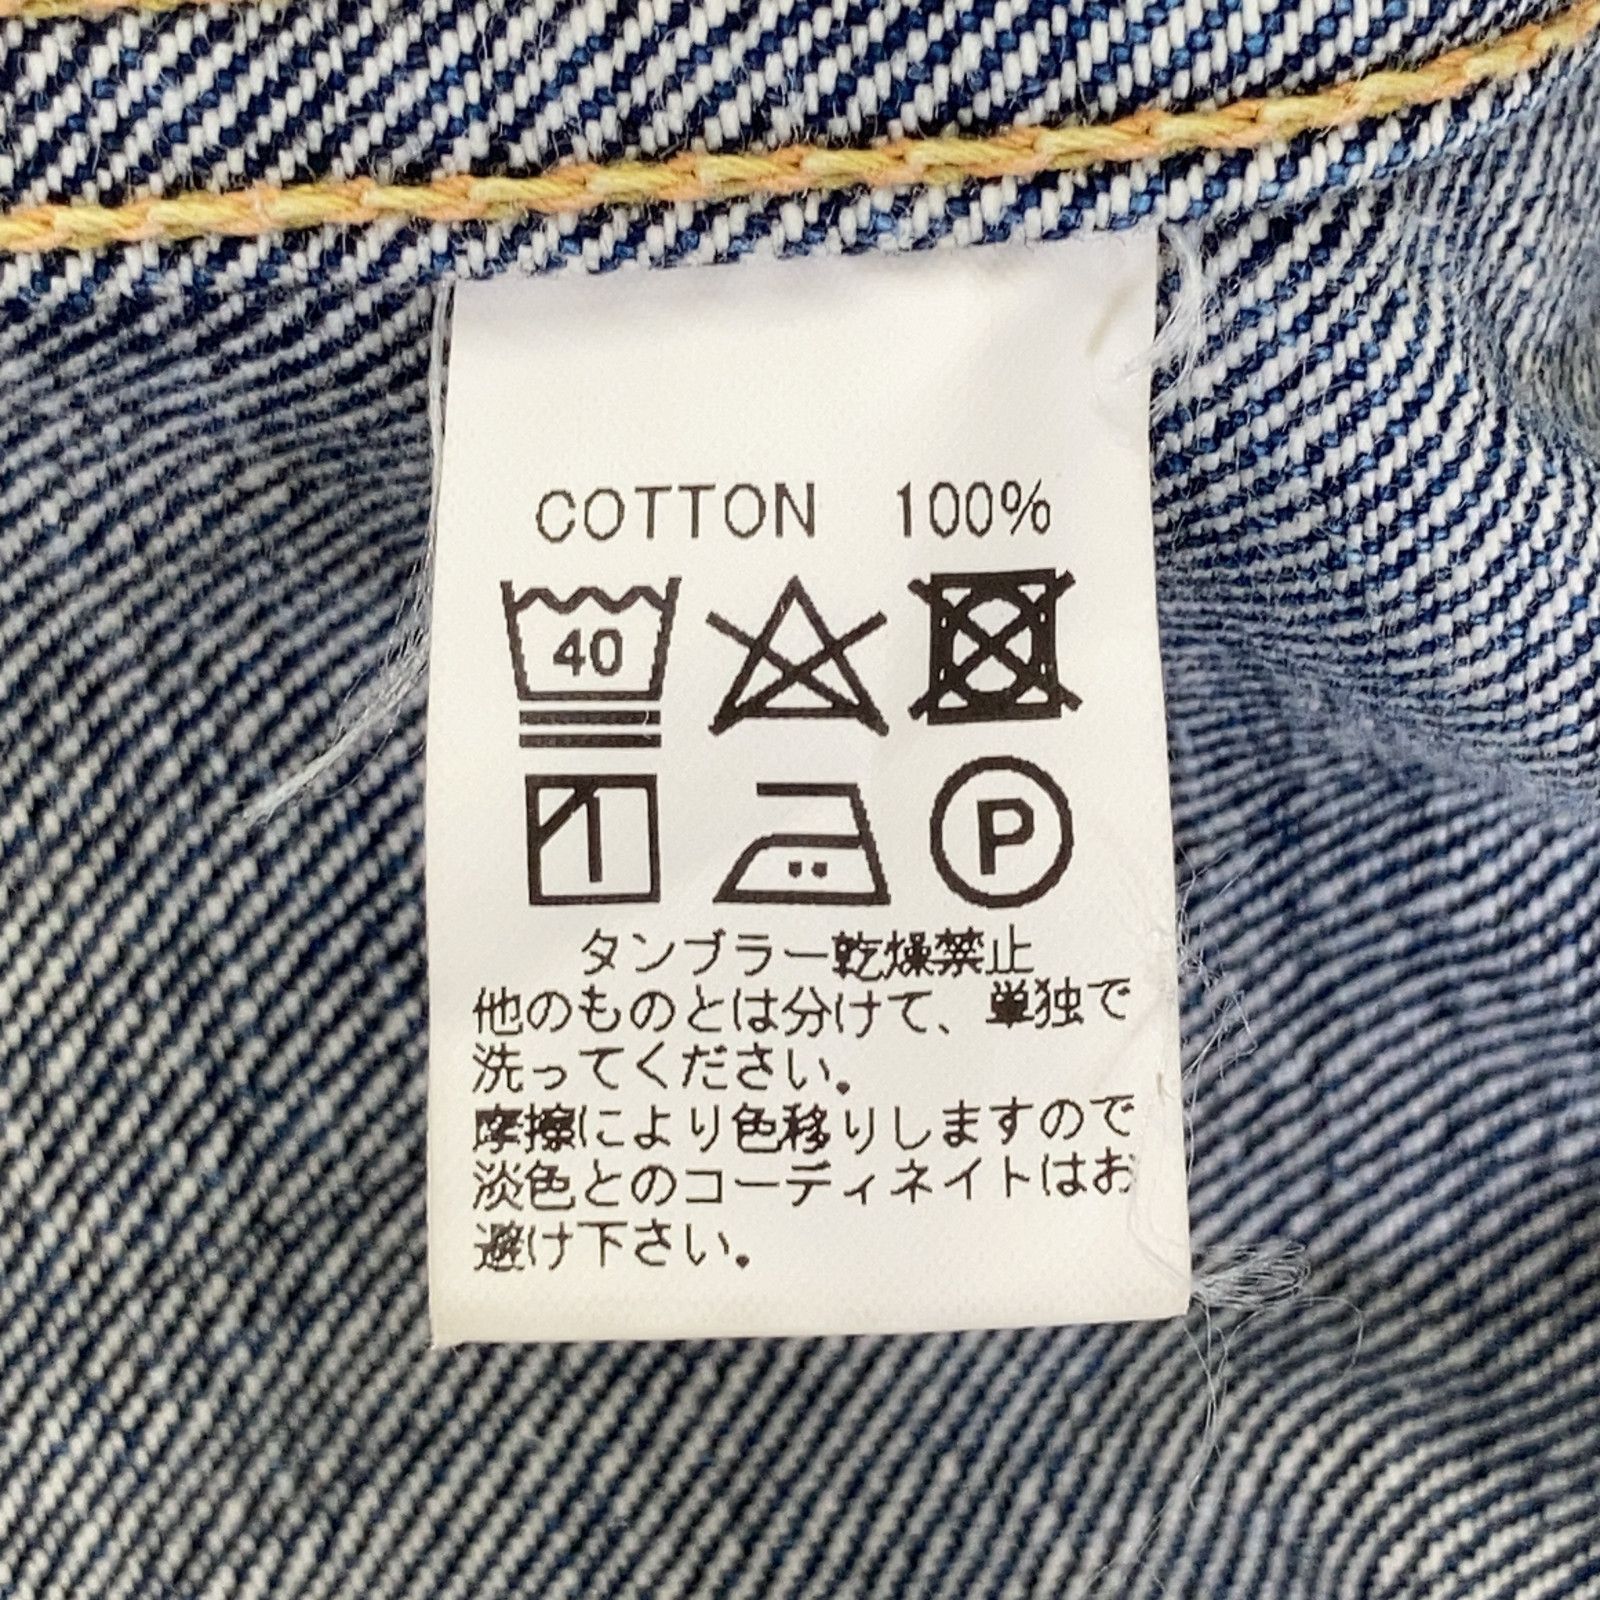 COTTON 100%
40
P
タンブラー乾燥禁止
他のものとは分けて、単独で
洗ってください。
摩擦により色移りしますので
淡色とのコーディネイトはお
避け下さい。